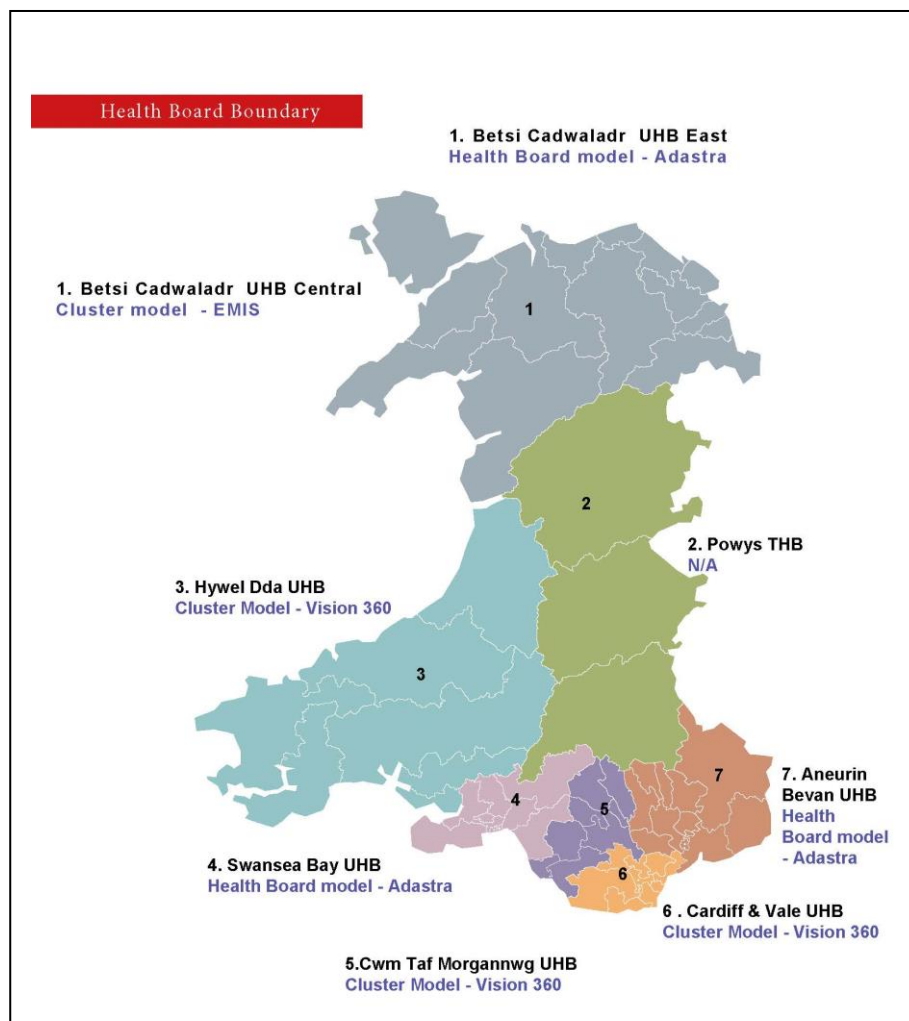 Health Board Boundary
1. Betsi Cadwaladr UHB East
Health Board model - Adastra
1. Betsi Cadwaladr UHB Central
Cluster model - EMIS
1
2
2. Powys THB
N/A
3. Hywel Dda UHB
Cluster Model - Vision 360
3
7
7. Aneurin
Bevan UHB
Health
Board model
- Adastra
4
5
4. Swansea Bay UHB
Health Board model - Adastra
6
6 . Cardiff & Vale UHB
Cluster Model - Vision 360
5.Cwm Taf Morgannwg UHB
Cluster Model - Vision 360